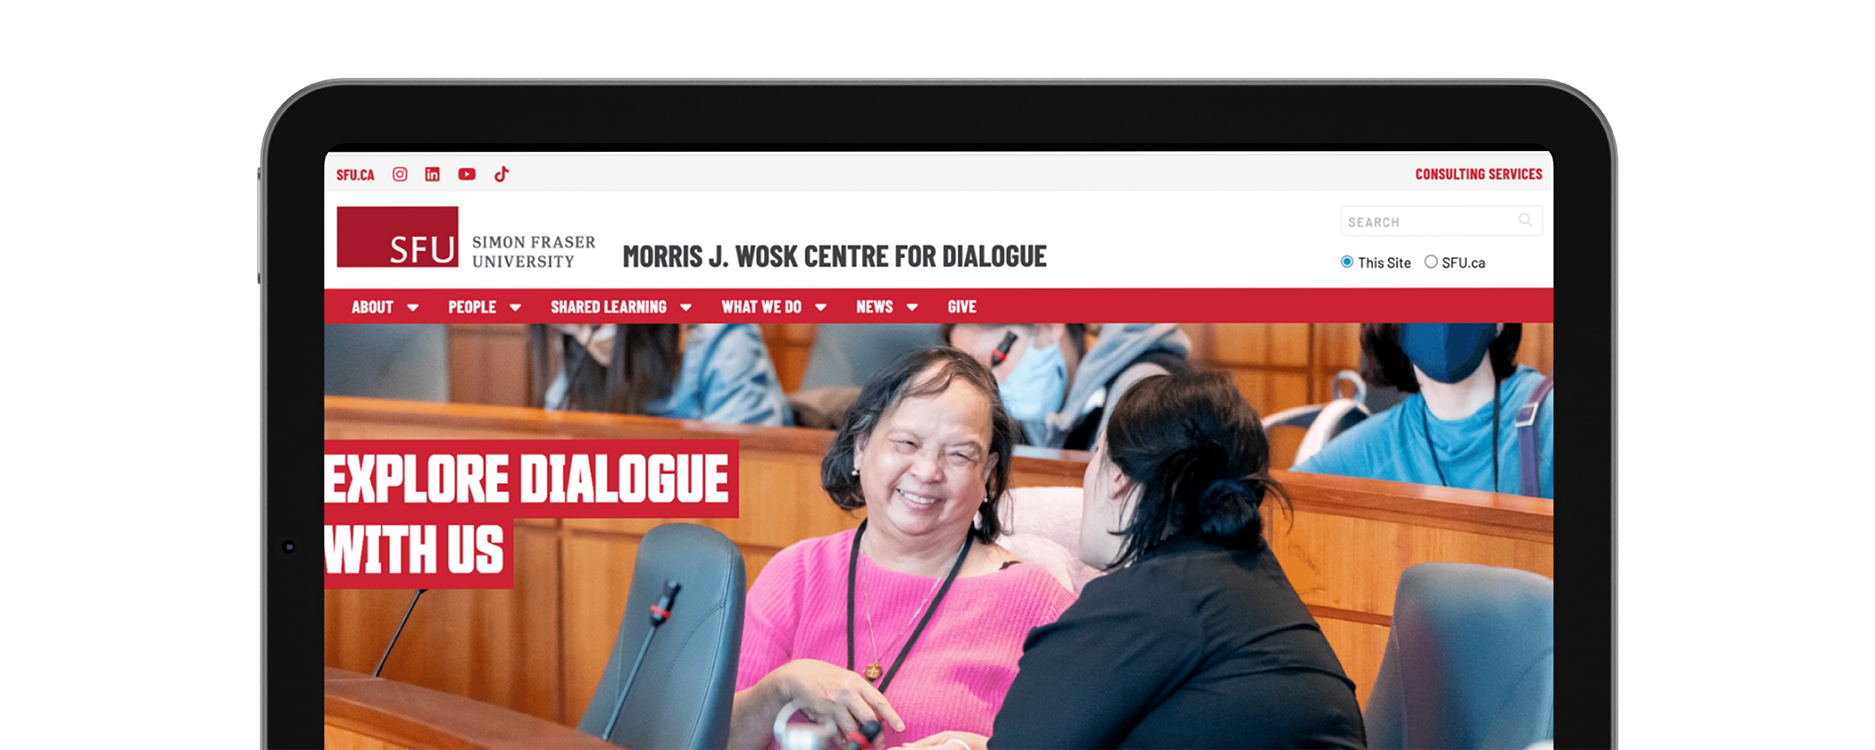 SFU.CA
CONSULTING SERVICES
SFU
SIMON FRASER
UNIVERSITY
MORRIS J. WOSK CENTRE FOR DIALOGUE
SEARCH
This Site SFU.ca
ABOUT PEOPLE SHARED LEARNING WHAT WE DO NEWS GIVE
EXPLORE DIALOGUE
WITH US